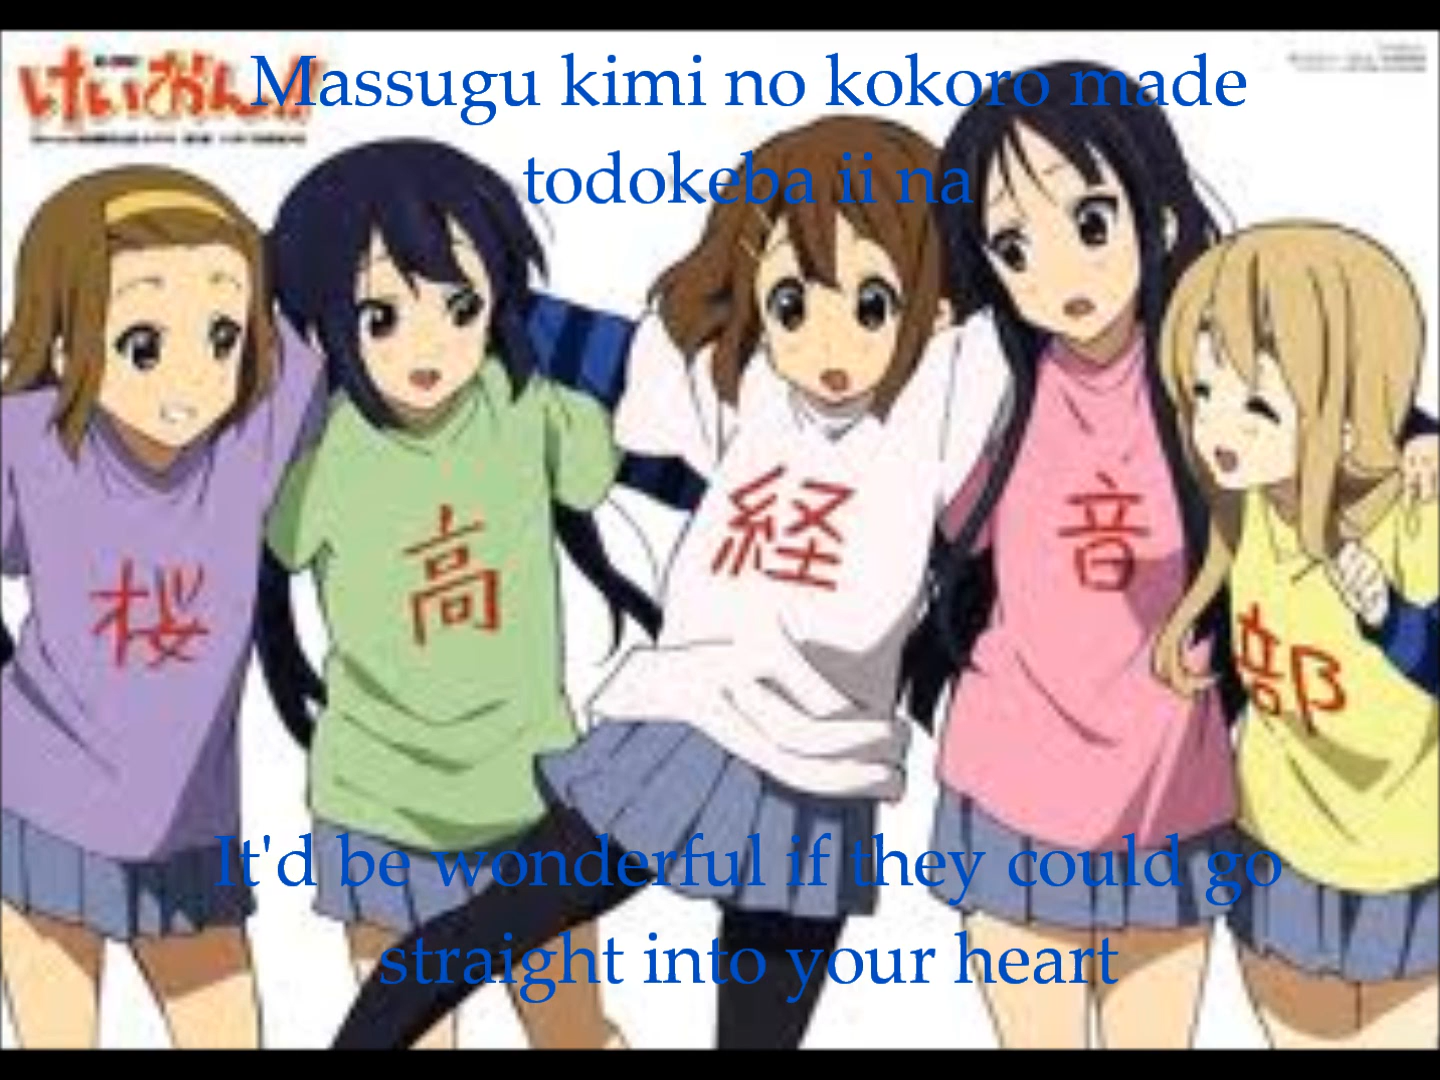 けいおん!!
Massugu kimi no kokoro made
todokeba ii na
桜 高 経 音 部
It'd be wonderful if they could go
straight into your heart